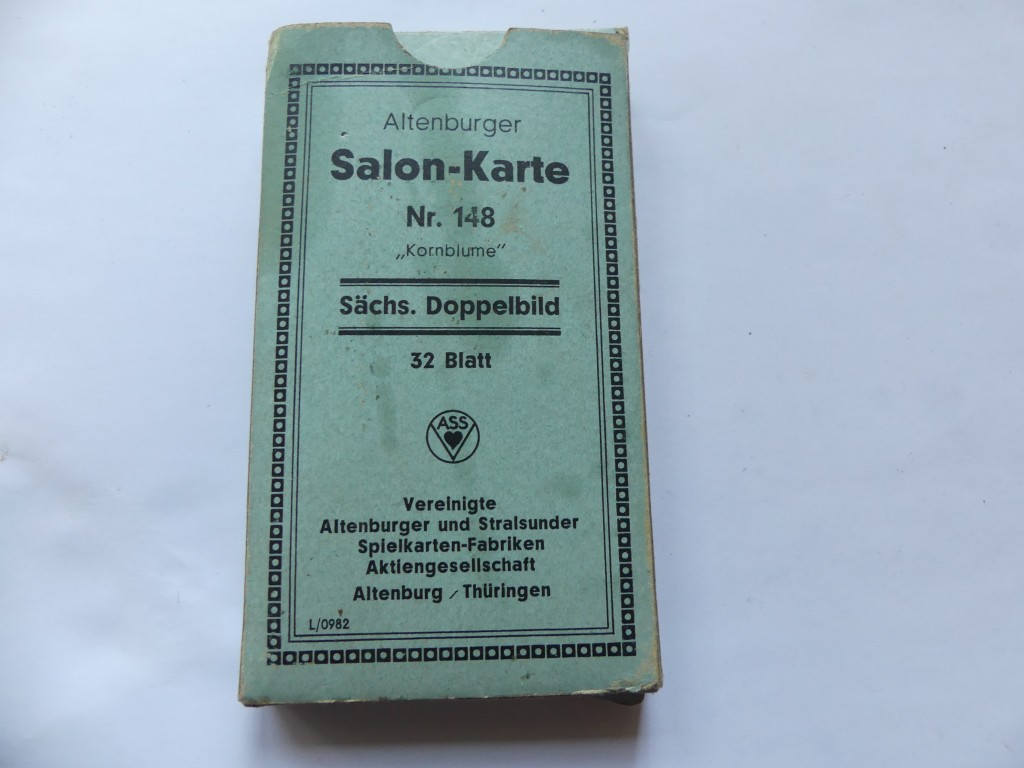 Altenburger
Salon-Karte
Nr. 148
„Kornblume"
Sächs. Doppelbild
32 Blatt
ASS
Vereinigte
Altenburger und Stralsunder
Spielkarten-Fabriken
Aktiengesellschaft
Altenburg / Thüringen
L/0982